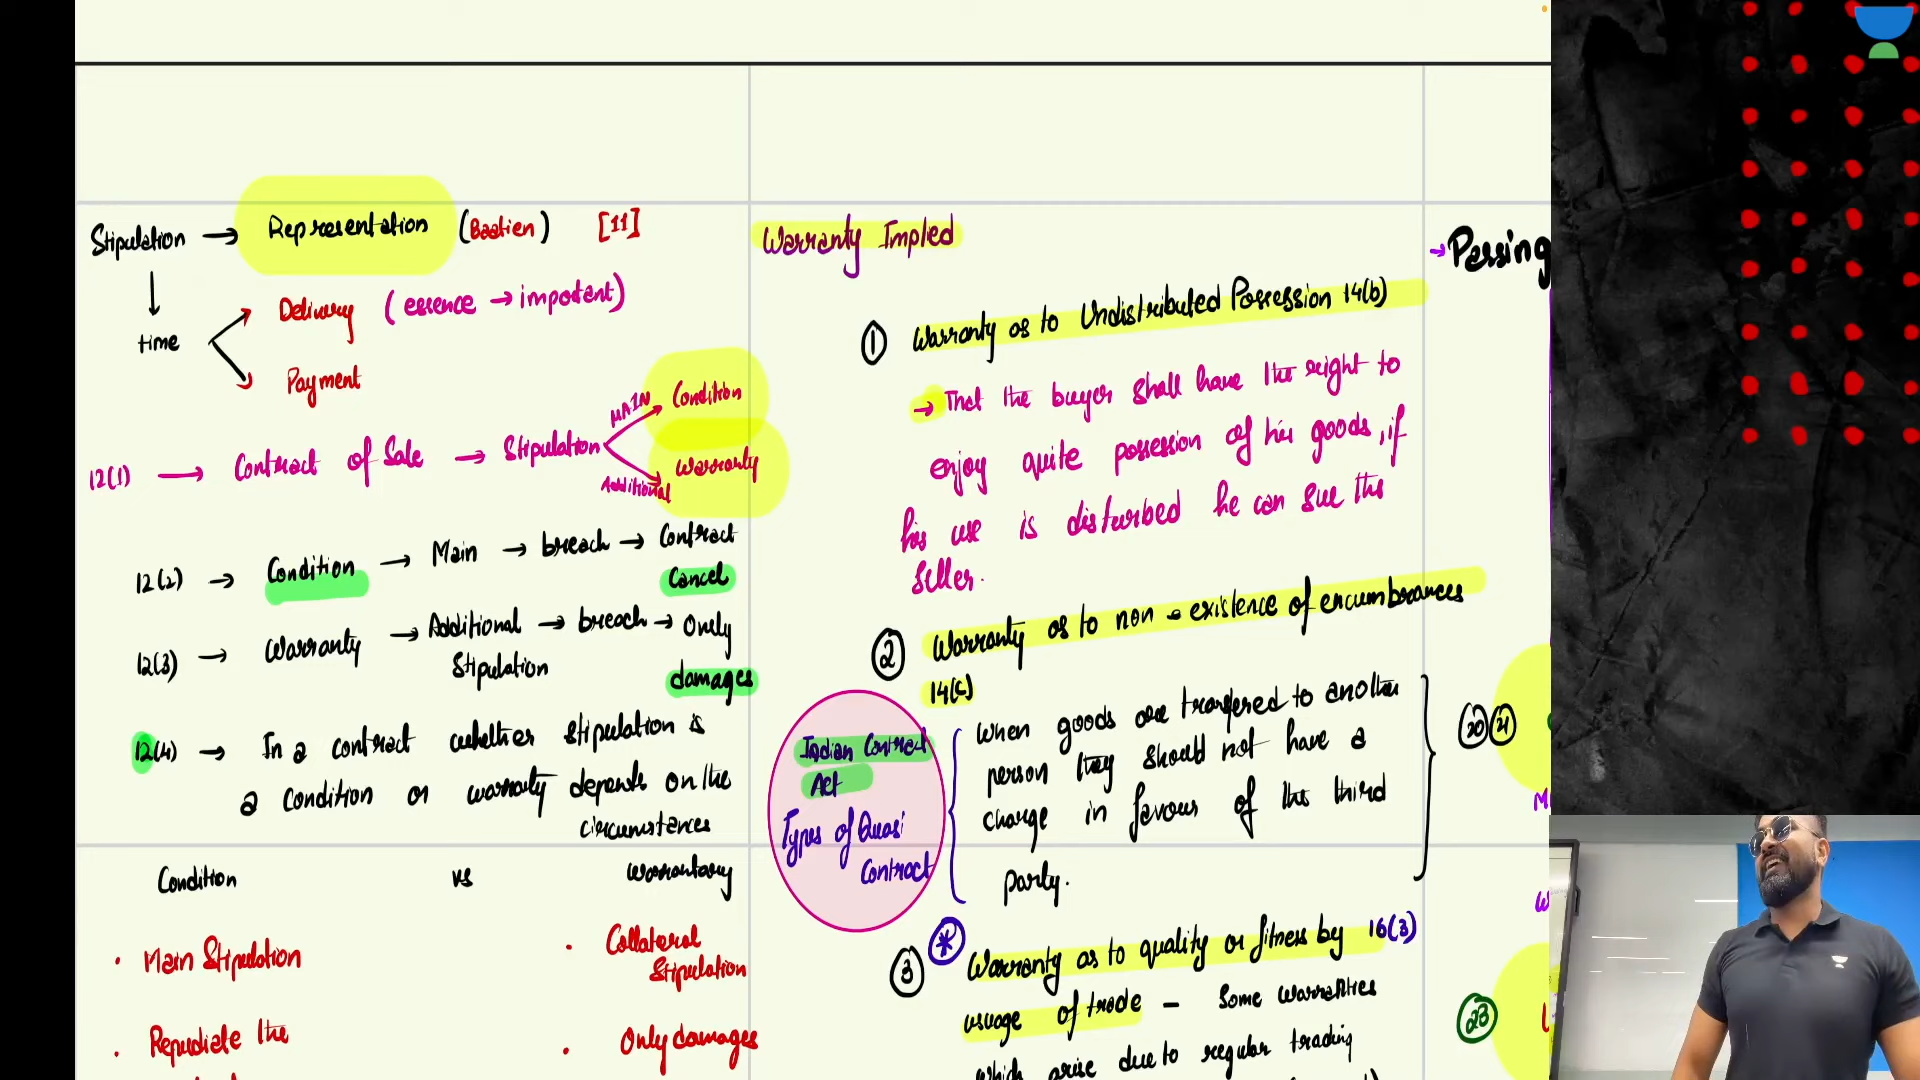 Stipulation → Representation (Baatien) [11]
time
Delivery (essence → important)
Payment
12(1) → Contract of Sale → Stipulation
MAIN Condition
Additional Warranty
12(2) → Condition → Main → breach → Contract
Cancel
12(3) → Warranty → Additional → breach → Only
Stipulation damages
12(4) → In a contract whether stipulation is
a condition or warranty depends on the
circumstances
Condition vs Warrantary
· Main Stipulation
· Collateral
Stipulation
· Repudiate the
· Only damages
Warranty Implied
1 Warranty as to Undistributed Possession 14(b)
→ That the buyer shall have the right to
enjoy quite possession of his goods, if
his use is disturbed he can sue the
Seller.
2 Warranty as to non-existence of encumbrances
14(c)
When goods are transfered to another
person they should not have a
charge in favour of the third
party.
Indian Contract
Act
Types of Quasi
Contract
3 * Warranty as to quality or fitness by 16(3)
usuage of trade – Some warranties
which arise due to regular trading
→ Passing
20 21
28